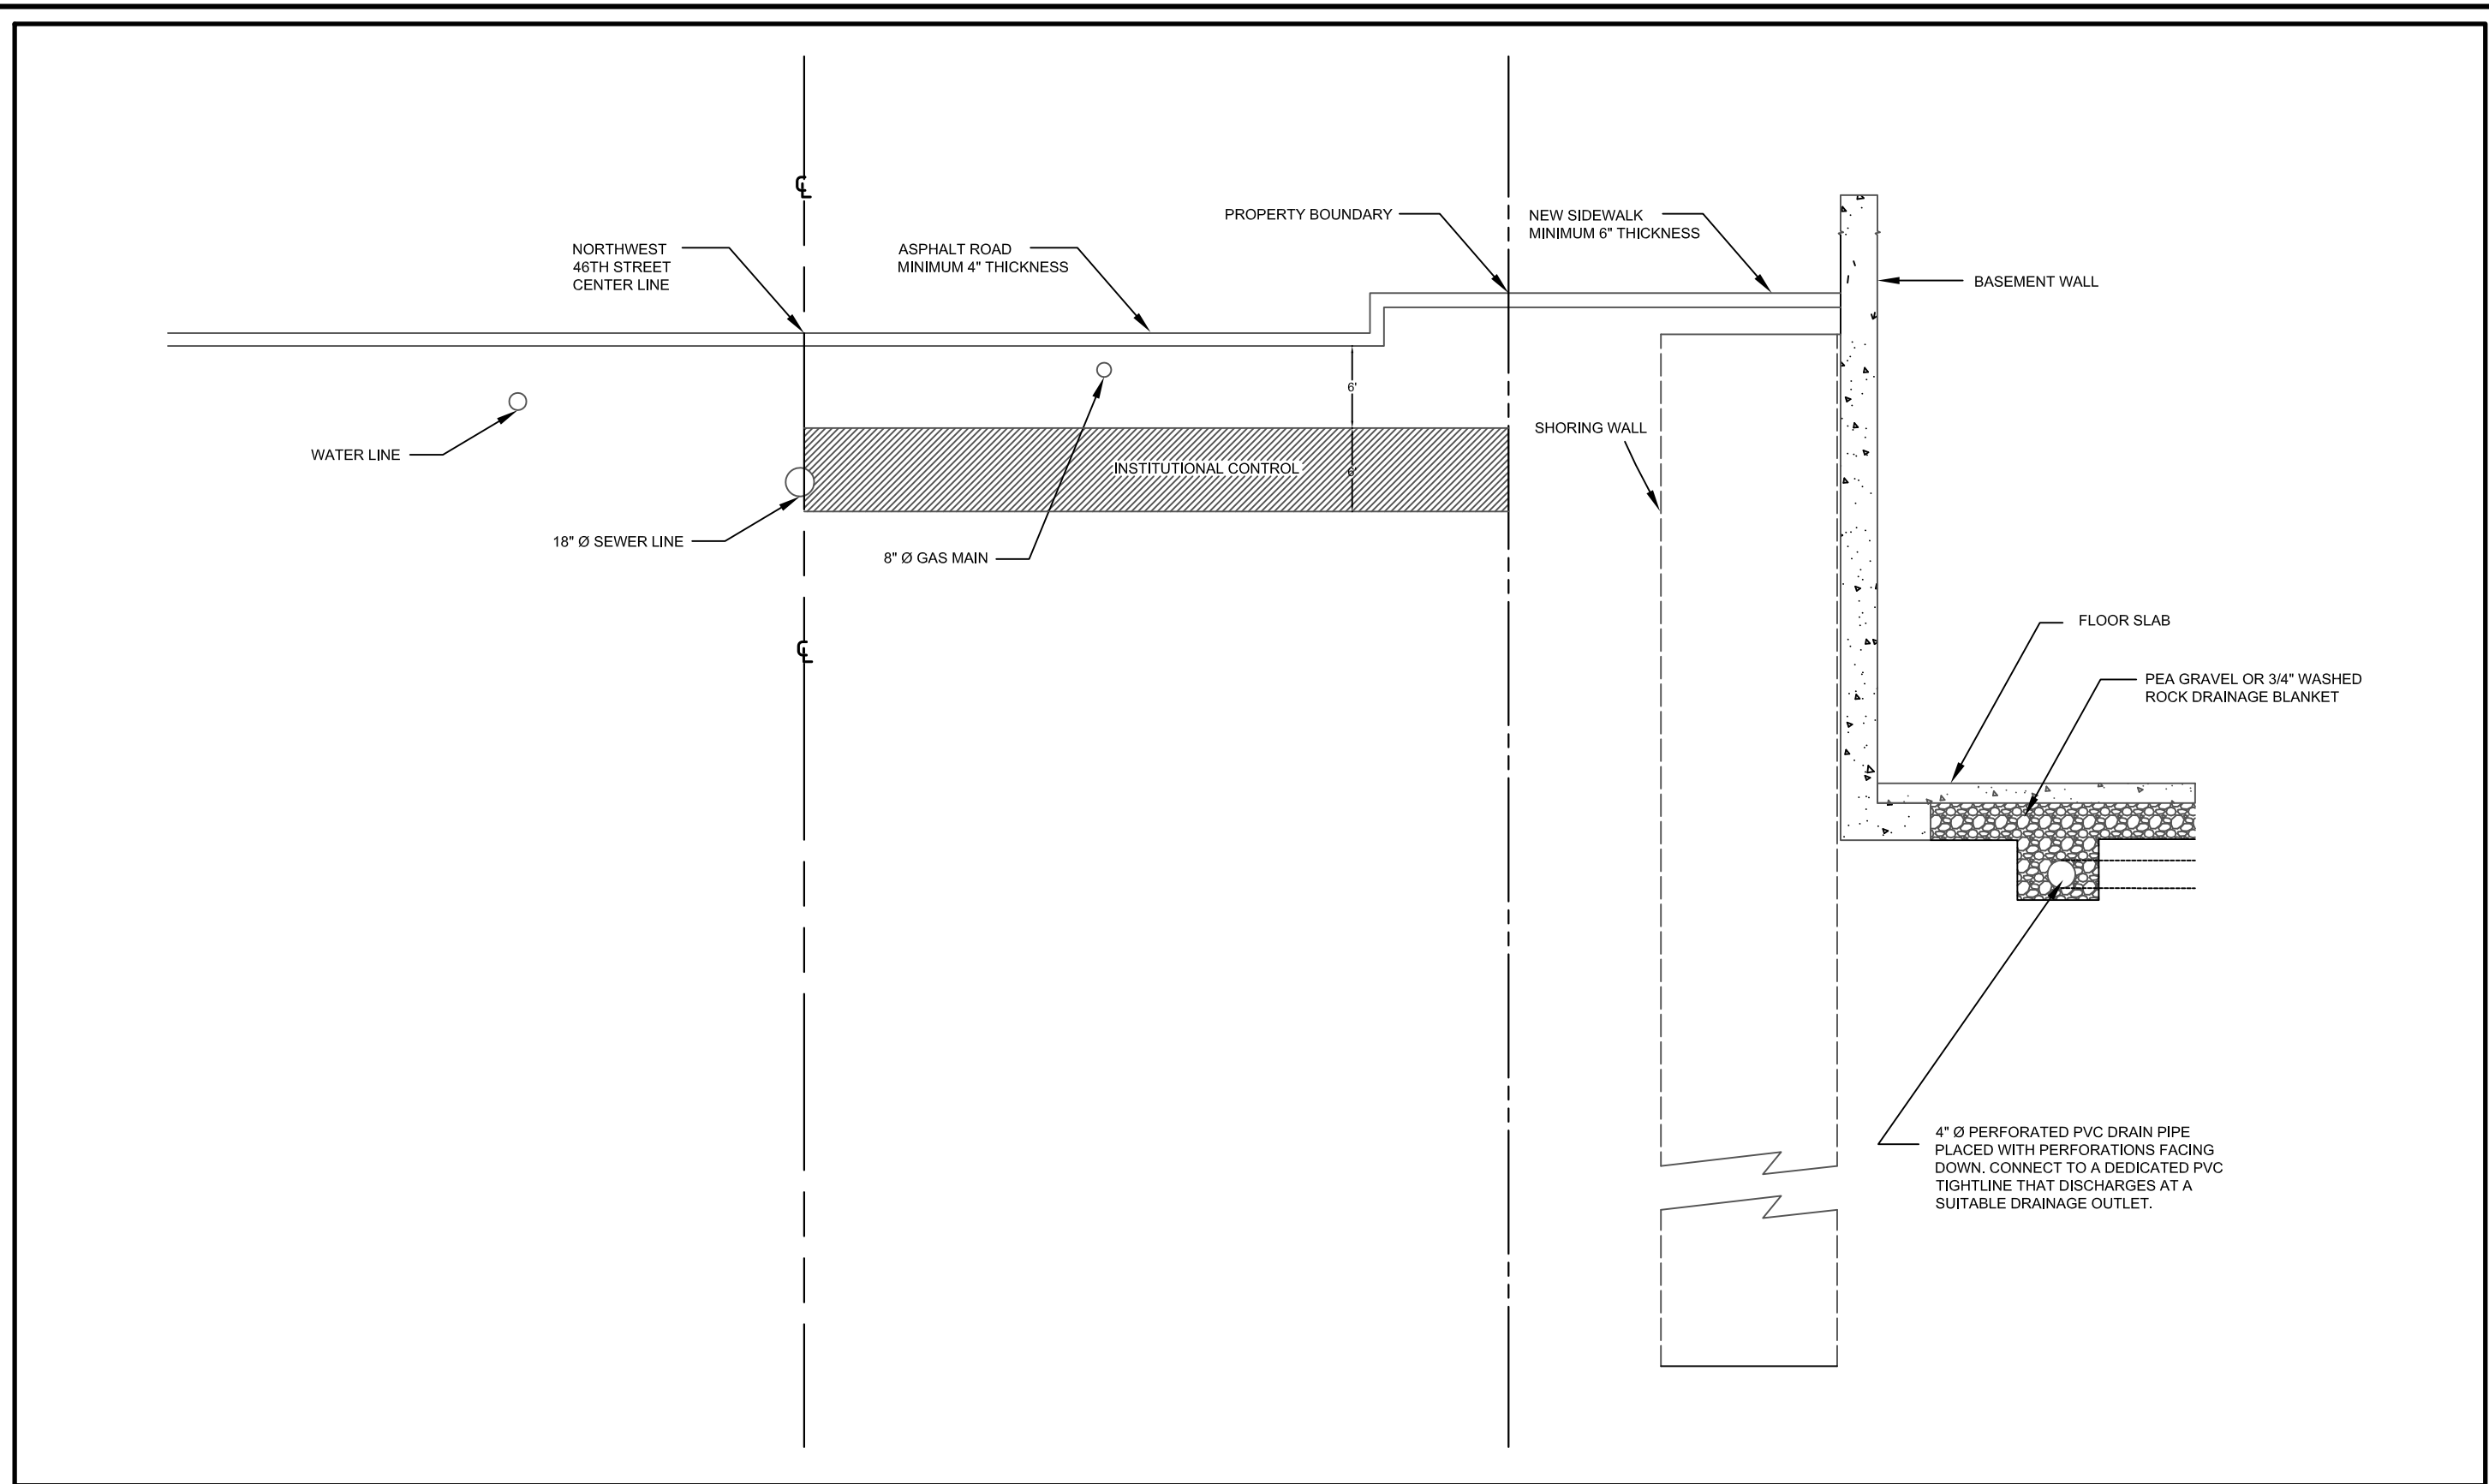 ℄
PROPERTY BOUNDARY
NEW SIDEWALK
MINIMUM 6" THICKNESS
NORTHWEST
46TH STREET
CENTER LINE
ASPHALT ROAD
MINIMUM 4" THICKNESS
BASEMENT WALL
6'
WATER LINE
SHORING WALL
INSTITUTIONAL CONTROL
6'
18" Ø SEWER LINE
8" Ø GAS MAIN
℄
FLOOR SLAB
PEA GRAVEL OR 3/4" WASHED
ROCK DRAINAGE BLANKET
4" Ø PERFORATED PVC DRAIN PIPE
PLACED WITH PERFORATIONS FACING
DOWN. CONNECT TO A DEDICATED PVC
TIGHTLINE THAT DISCHARGES AT A
SUITABLE DRAINAGE OUTLET.